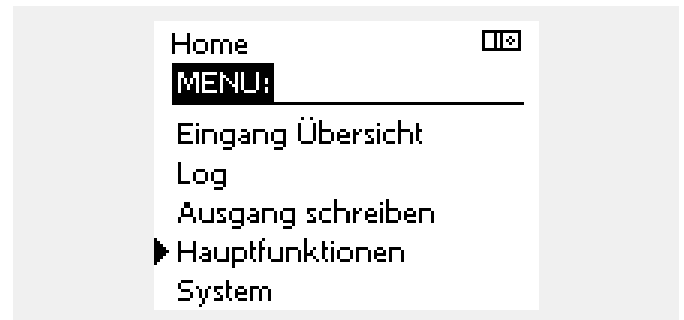 Home
MENU:
Eingang Übersicht
Log
Ausgang schreiben
Hauptfunktionen
System